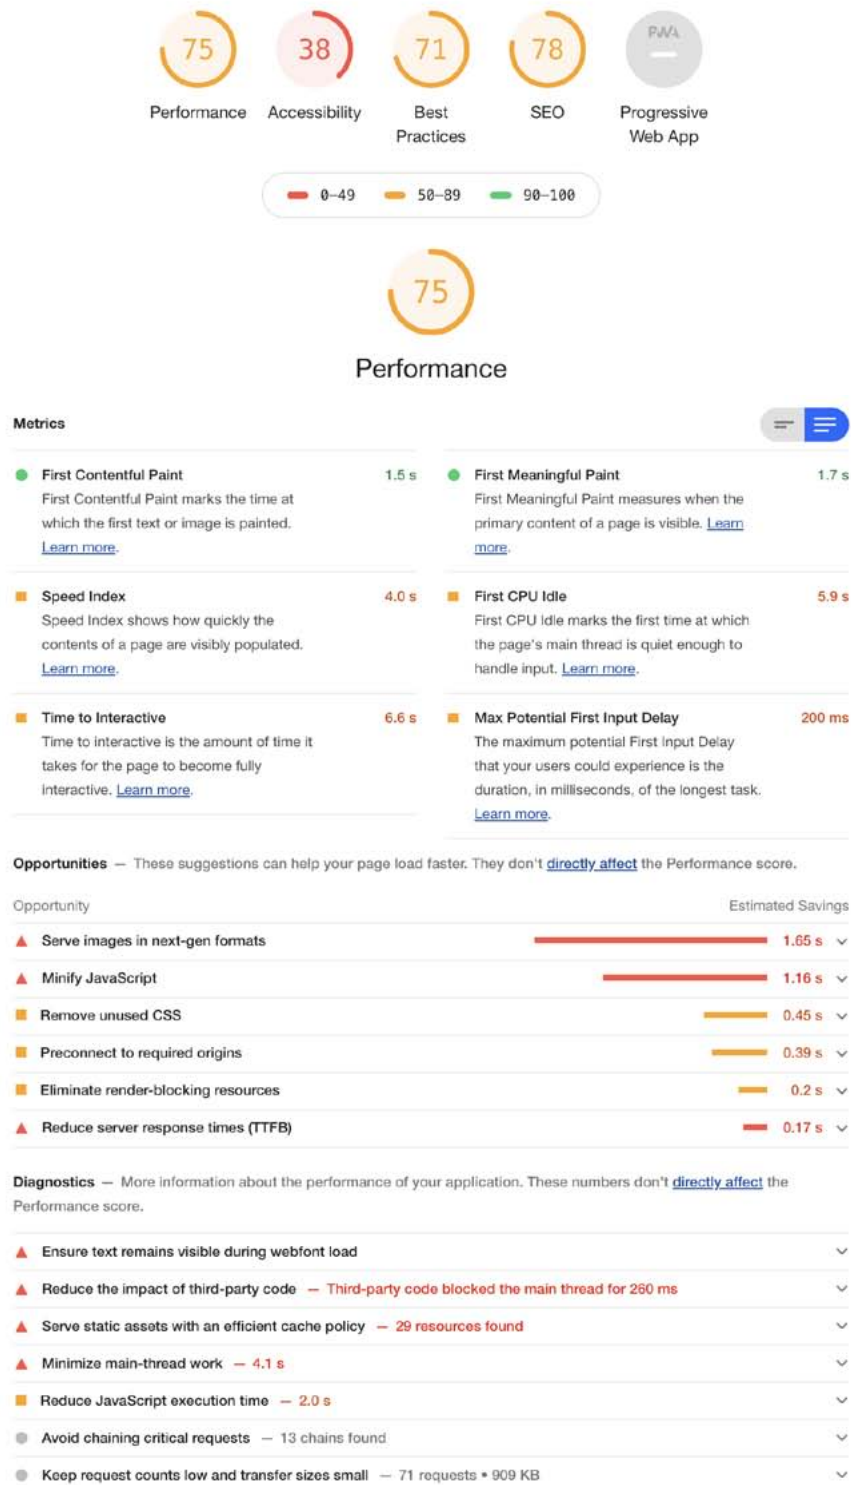 75 38 71 78 PWA
Performance Accessibility Best Practices SEO Progressive Web App
0–49 50–89 90–100
75
Performance
Metrics
First Contentful Paint 1.5 s
First Contentful Paint marks the time at
which the first text or image is painted.
Learn more.
First Meaningful Paint 1.7 s
First Meaningful Paint measures when the
primary content of a page is visible. Learn
more.
Speed Index 4.0 s
Speed Index shows how quickly the
contents of a page are visibly populated.
Learn more.
First CPU Idle 5.9 s
First CPU Idle marks the first time at which
the page's main thread is quiet enough to
handle input. Learn more.
Time to Interactive 6.6 s
Time to interactive is the amount of time it
takes for the page to become fully
interactive. Learn more.
Max Potential First Input Delay 200 ms
The maximum potential First Input Delay
that your users could experience is the
duration, in milliseconds, of the longest task.
Learn more.
Opportunities — These suggestions can help your page load faster. They don't directly affect the Performance score.
Opportunity Estimated Savings
Serve images in next-gen formats 1.65 s
Minify JavaScript 1.16 s
Remove unused CSS 0.45 s
Preconnect to required origins 0.39 s
Eliminate render-blocking resources 0.2 s
Reduce server response times (TTFB) 0.17 s
Diagnostics — More information about the performance of your application. These numbers don't directly affect the
Performance score.
Ensure text remains visible during webfont load
Reduce the impact of third-party code — Third-party code blocked the main thread for 260 ms
Serve static assets with an efficient cache policy — 29 resources found
Minimize main-thread work — 4.1 s
Reduce JavaScript execution time — 2.0 s
Avoid chaining critical requests — 13 chains found
Keep request counts low and transfer sizes small — 71 requests • 909 KB